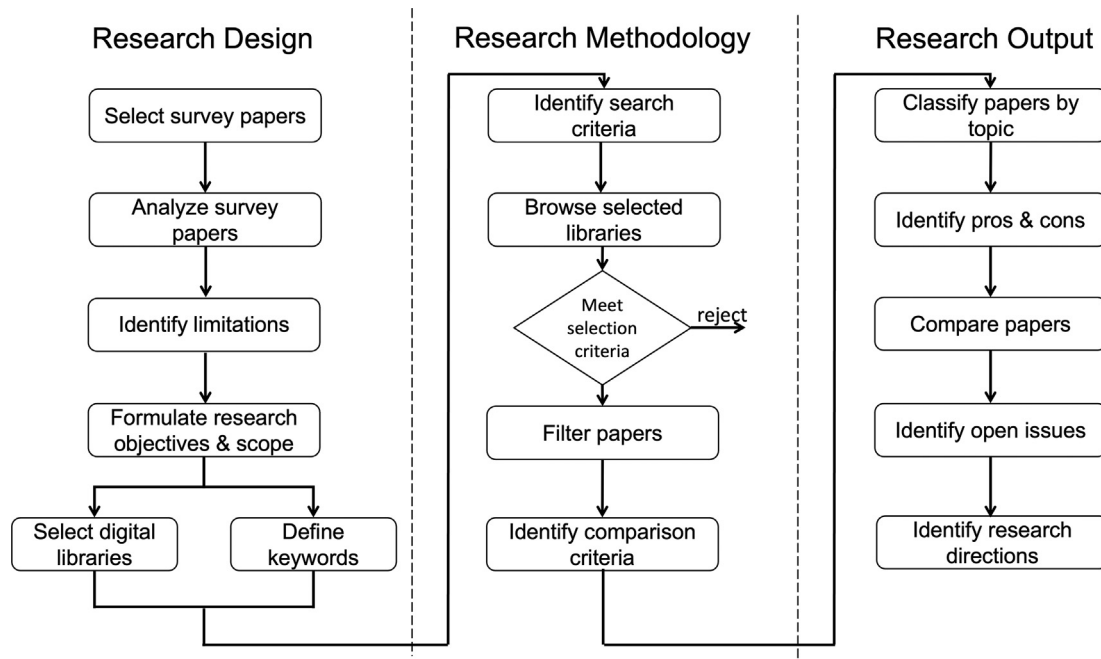 Research Design
Select survey papers
Analyze survey
papers
Identify limitations
Formulate research
objectives & scope
Select digital
libraries
Define
keywords
Research Methodology
Identify search
criteria
Browse selected
libraries
Meet
selection
criteria
reject
Filter papers
Identify comparison
criteria
Research Output
Classify papers by
topic
Identify pros & cons
Compare papers
Identify open issues
Identify research
directions